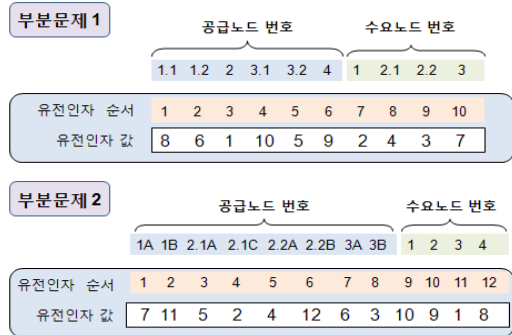 부분문제 1
공급노드 번호 수요노드 번호
1.1 1.2 2 3.1 3.2 4 1 2.1 2.2 3
유전인자 순서 1 2 3 4 5 6 7 8 9 10
유전인자 값 8 6 1 10 5 9 2 4 3 7
부분문제 2
공급노드 번호 수요노드 번호
1A 1B 2.1A 2.1C 2.2A 2.2B 3A 3B 1 2 3 4
유전인자 순서 1 2 3 4 5 6 7 8 9 10 11 12
유전인자 값 7 11 5 2 4 12 6 3 10 9 1 8